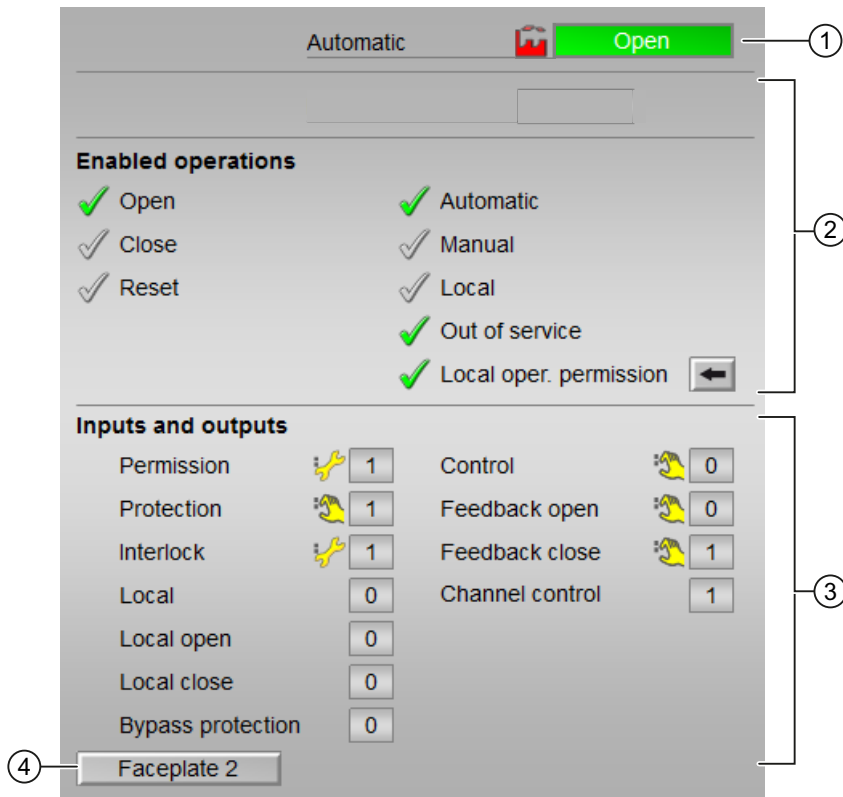 Automatic Open 1
Enabled operations
Open Automatic
Close Manual 2
Reset Local
Out of service
Local oper. permission
Inputs and outputs
Permission 1 Control 0
Protection 1 Feedback open 0
Interlock 1 Feedback close 1
Local 0 Channel control 1 3
Local open 0
Local close 0
Bypass protection 0
4 Faceplate 2